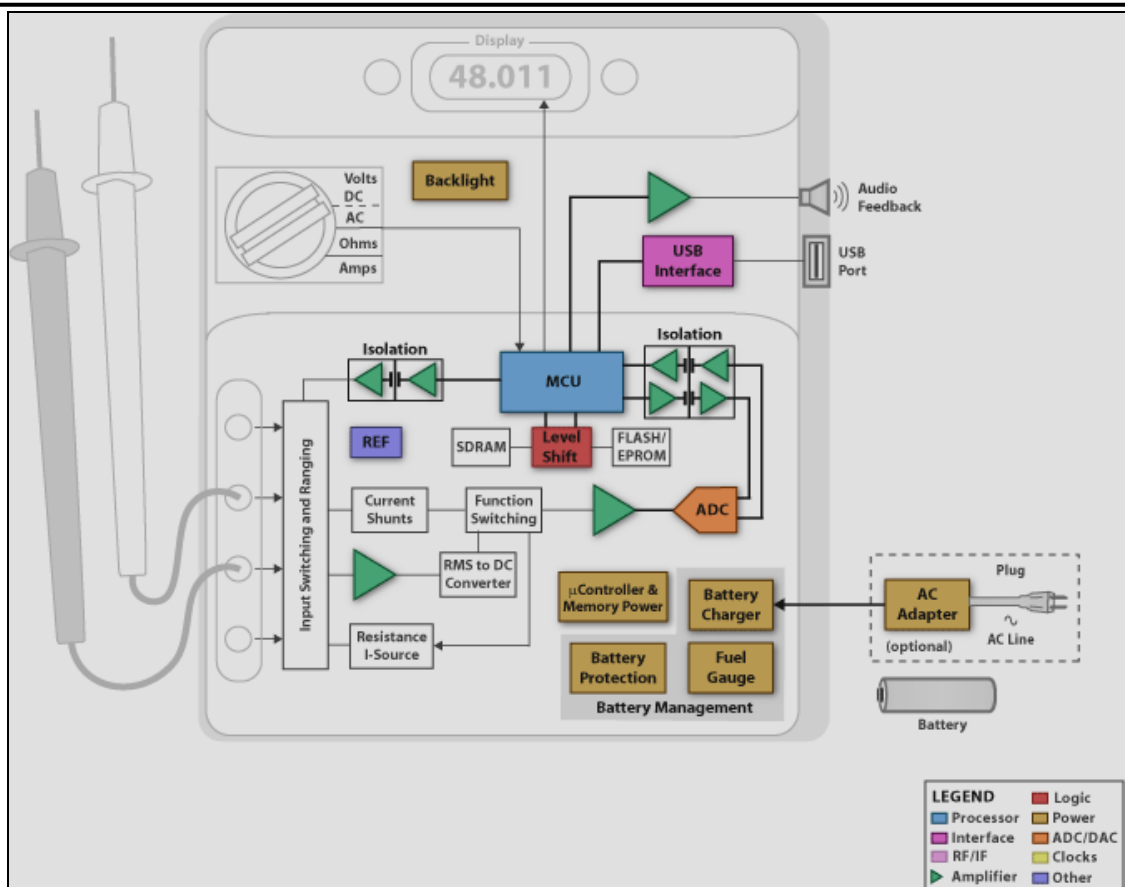 Display
48.011
Volts
DC
AC
Ohms
Amps
Backlight
Audio
Feedback
USB
Interface
USB
Port
Isolation
MCU
Isolation
REF
SDRAM
Level
Shift
FLASH/
EPROM
Input Switching and Ranging
Current
Shunts
Function
Switching
ADC
RMS to DC
Converter
Resistance
I-Source
μController &
Memory Power
Battery
Charger
Battery
Protection
Fuel
Gauge
Battery Management
Plug
AC
Adapter
(optional)
AC Line
Battery
LEGEND
Processor
Interface
RF/IF
Amplifier
Logic
Power
ADC/DAC
Clocks
Other